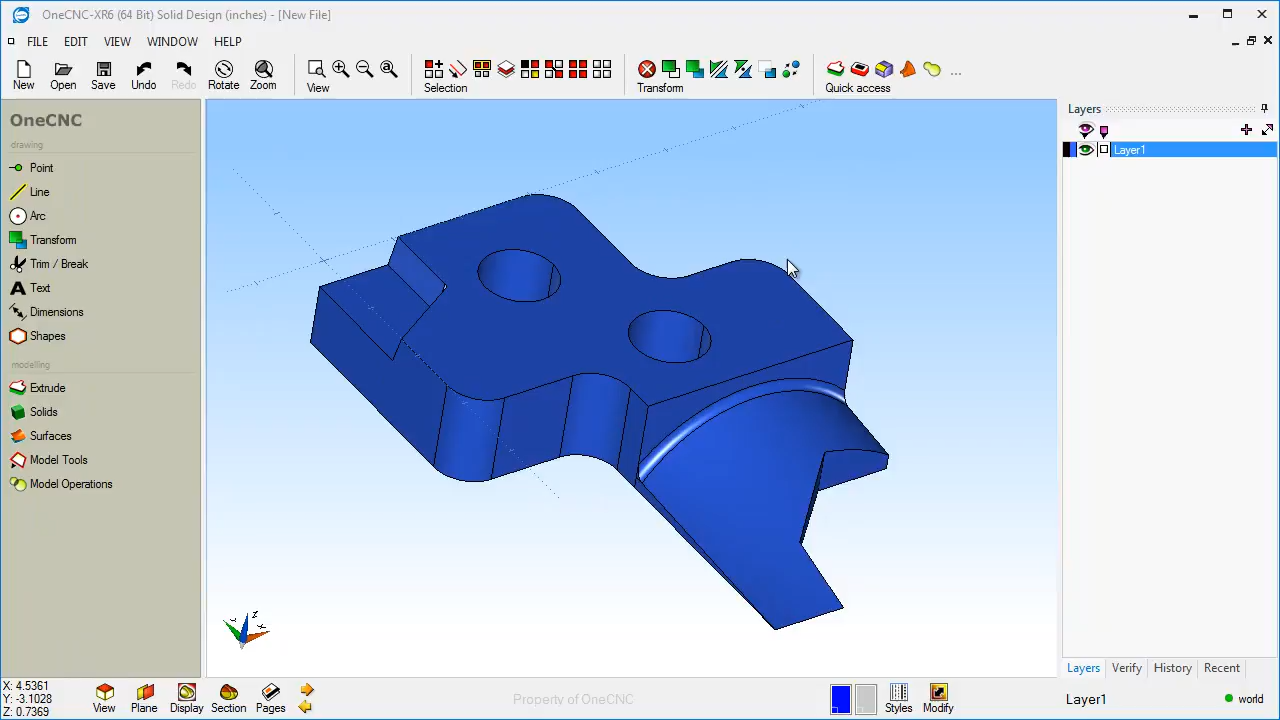 OneCNC-XR6 (64 Bit) Solid Design (inches) - [New File]
FILE EDIT VIEW WINDOW HELP
New Open Save Undo Redo Rotate Zoom View Selection Transform Quick access ...
OneCNC
drawing
Point
Line
Arc
Transform
Trim / Break
A Text
Dimensions
Shapes
modelling
Extrude
Solids
Surfaces
Model Tools
Model Operations
Layers
Layer1
Z
Layers Verify History Recent
X: 4.5361
Y: -3.1028
Z: 0.7369
View Plane Display Section Pages
Property of OneCNC
Styles Modify
Layer1
world